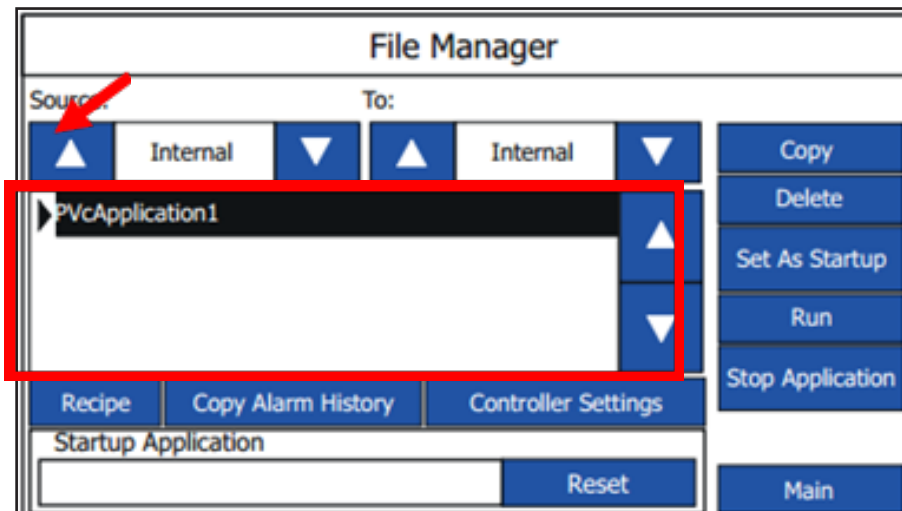 File Manager
Source: To:
Internal Internal Copy
PVcApplication1 Delete
Set As Startup
Run
Stop Application
Recipe Copy Alarm History Controller Settings
Startup Application
Reset Main